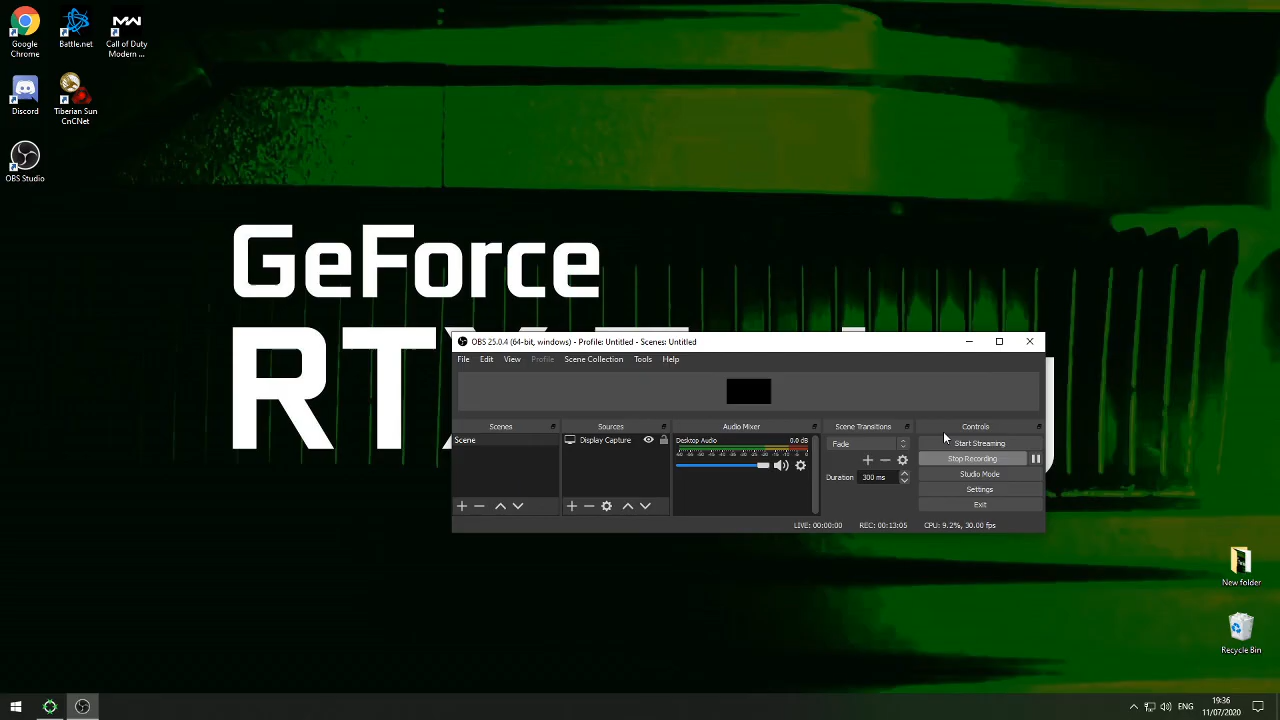 Google
Chrome
Battle.net
Call of Duty
Modern ...
Discord
Tiberian Sun
CnCNet
OBS Studio
GeForce
RTX
OBS 25.0.4 (64-bit, windows) - Profile: Untitled - Scenes: Untitled
File Edit View Profile Scene Collection Tools Help
Scenes Sources Audio Mixer Scene Transitions Controls
Scene
Display Capture
Desktop Audio 0.0 dB
Fade
Duration 300 ms
Start Streaming
Stop Recording
Studio Mode
Settings
Exit
LIVE: 00:00:00 REC: 00:13:05 CPU: 9.2%, 30.00 fps
New folder
Recycle Bin
ENG
19:36
11/07/2020